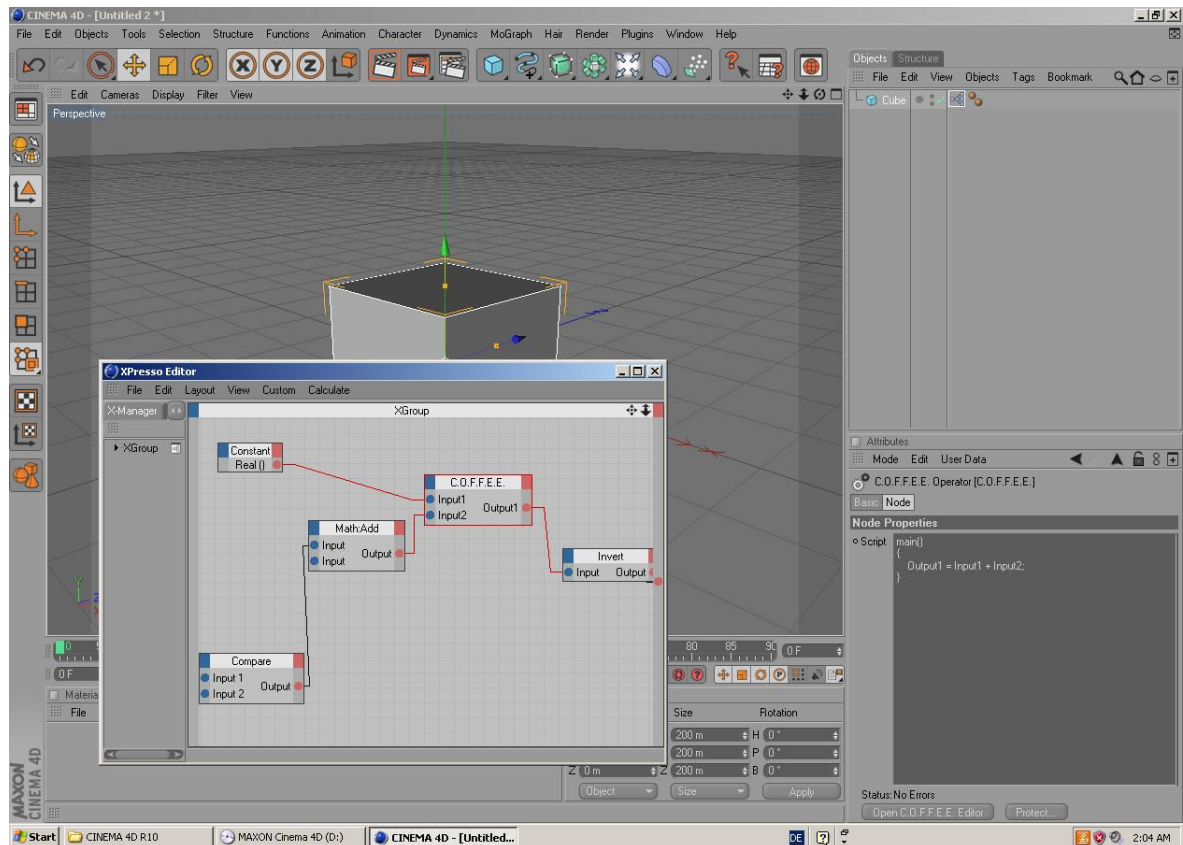 CINEMA 4D - [Untitled 2 *]
File Edit Objects Tools Selection Structure Functions Animation Character Dynamics MoGraph Hair Render Plugins Window Help
Edit Cameras Display Filter View
Perspective
Objects Structure
File Edit View Objects Tags Bookmark
Cube
XPresso Editor
File Edit Layout View Custom Calculate
X-Manager
XGroup
XGroup
Constant
Real ()
C.O.F.F.E.E.
Input1
Input2
Output1
Math:Add
Input
Input
Output
Invert
Input Output
Compare
Input 1
Input 2
Output
Attributes
Mode Edit User Data
C.O.F.F.E.E. Operator [C.O.F.F.E.E.]
Basic Node
Node Properties
Script main()
{
Output1 = Input1 + Input2;
}
Status: No Errors
Open C.O.F.F.E.E. Editor Protect...
0 80 85 90 0 F
0 F
File
Size Rotation
200 m H 0 °
200 m P 0 °
Z 0 m Z 200 m B 0 °
Object Size Apply
MAXON
CINEMA 4D
Start CINEMA 4D R10 MAXON Cinema 4D (D:) CINEMA 4D - [Untitled... DE 2:04 AM